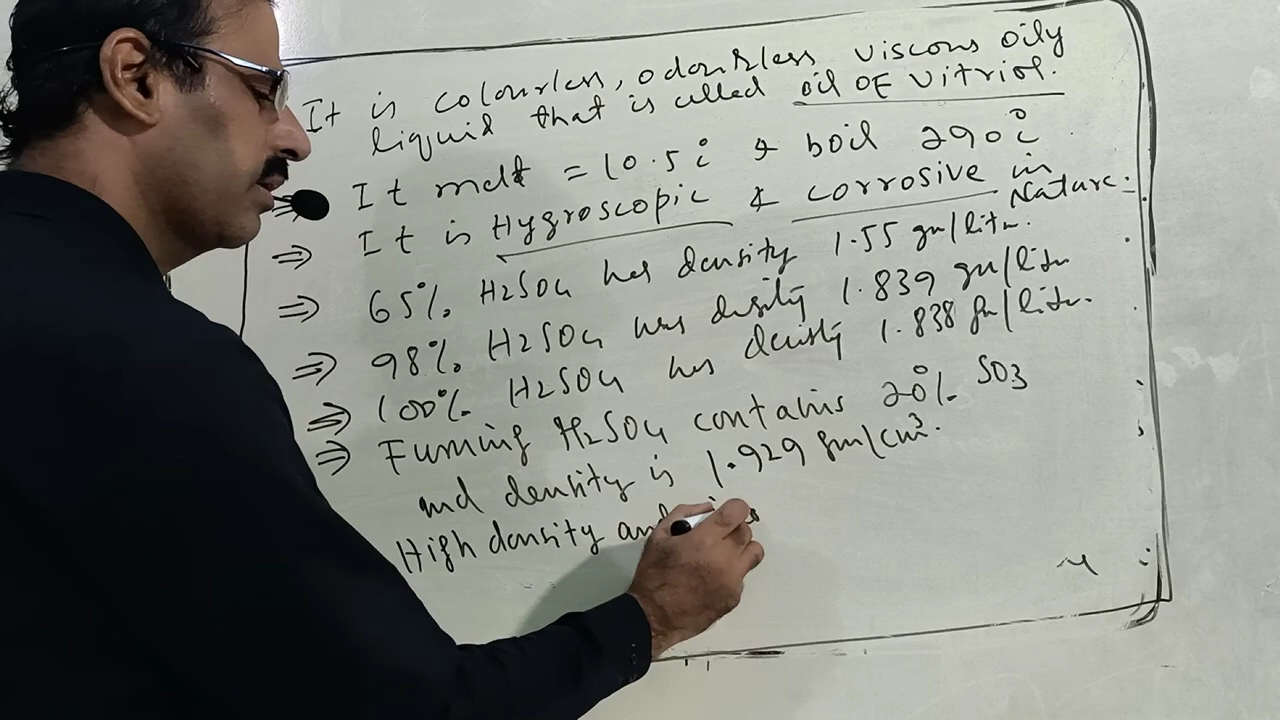 It is colourless, odourless viscous oily
liquid that is called oil OF Vitriol.
It melt = 10.5°c & boil 290°c
⇒ It is Hygroscopic & corrosive in Nature.
⇒ 65% H2SO4 has density 1.55 gm/litr.
⇒ 98% H2SO4 has density 1.839 gm/litr
⇒ 100% H2SO4 has density 1.838 gm/litr.
⇒ Fuming H2SO4 contains 20% SO3
and density is 1.929 gm/cm³.
High density and